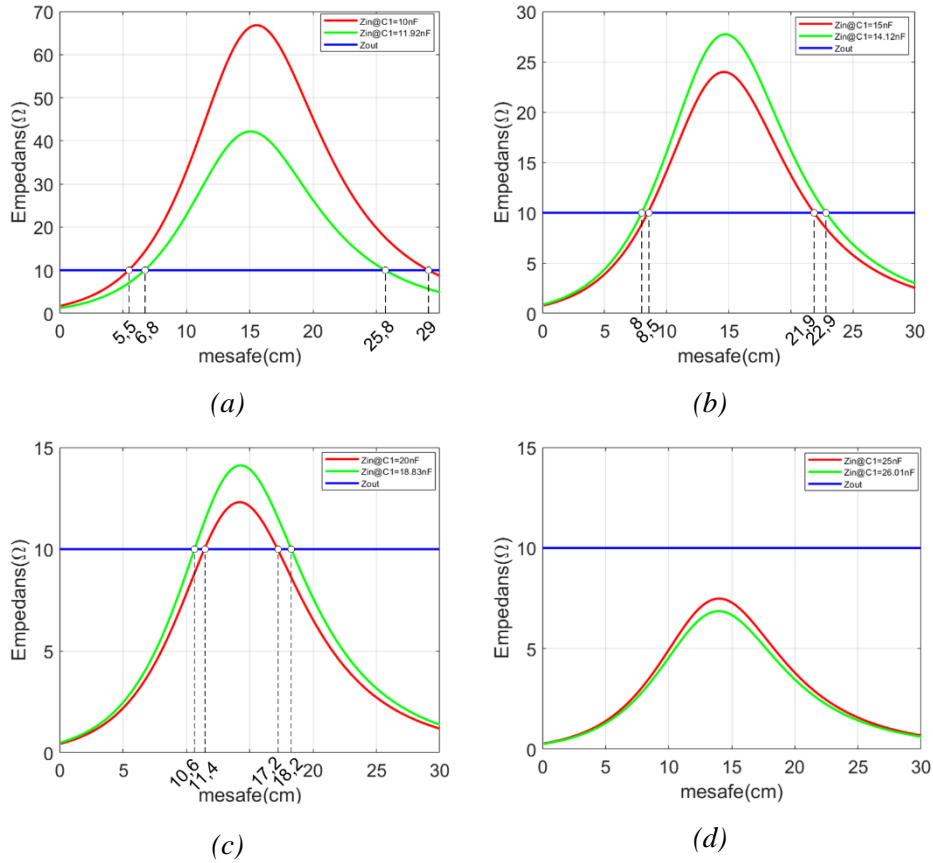 Zin@C1=10nF
Zin@C1=11.92nF
Zout
Empedans(Ω)
70
60
50
40
30
20
10
0
0
5,5
6,8
10
15
20
25,8
29
mesafe(cm)
(a)
Zin@C1=15nF
Zin@C1=14.12nF
Zout
Empedans(Ω)
30
25
20
15
10
5
0
0
5
8
8,5
10
15
20
21,9
22,9
30
mesafe(cm)
(b)
Zin@C1=20nF
Zin@C1=18.83nF
Zout
Empedans(Ω)
15
10
5
0
0
5
10,6
11,4
17,2
18,2
20
25
30
mesafe(cm)
(c)
Zin@C1=25nF
Zin@C1=26.01nF
Zout
Empedans(Ω)
15
10
5
0
0
5
10
15
20
25
30
mesafe(cm)
(d)